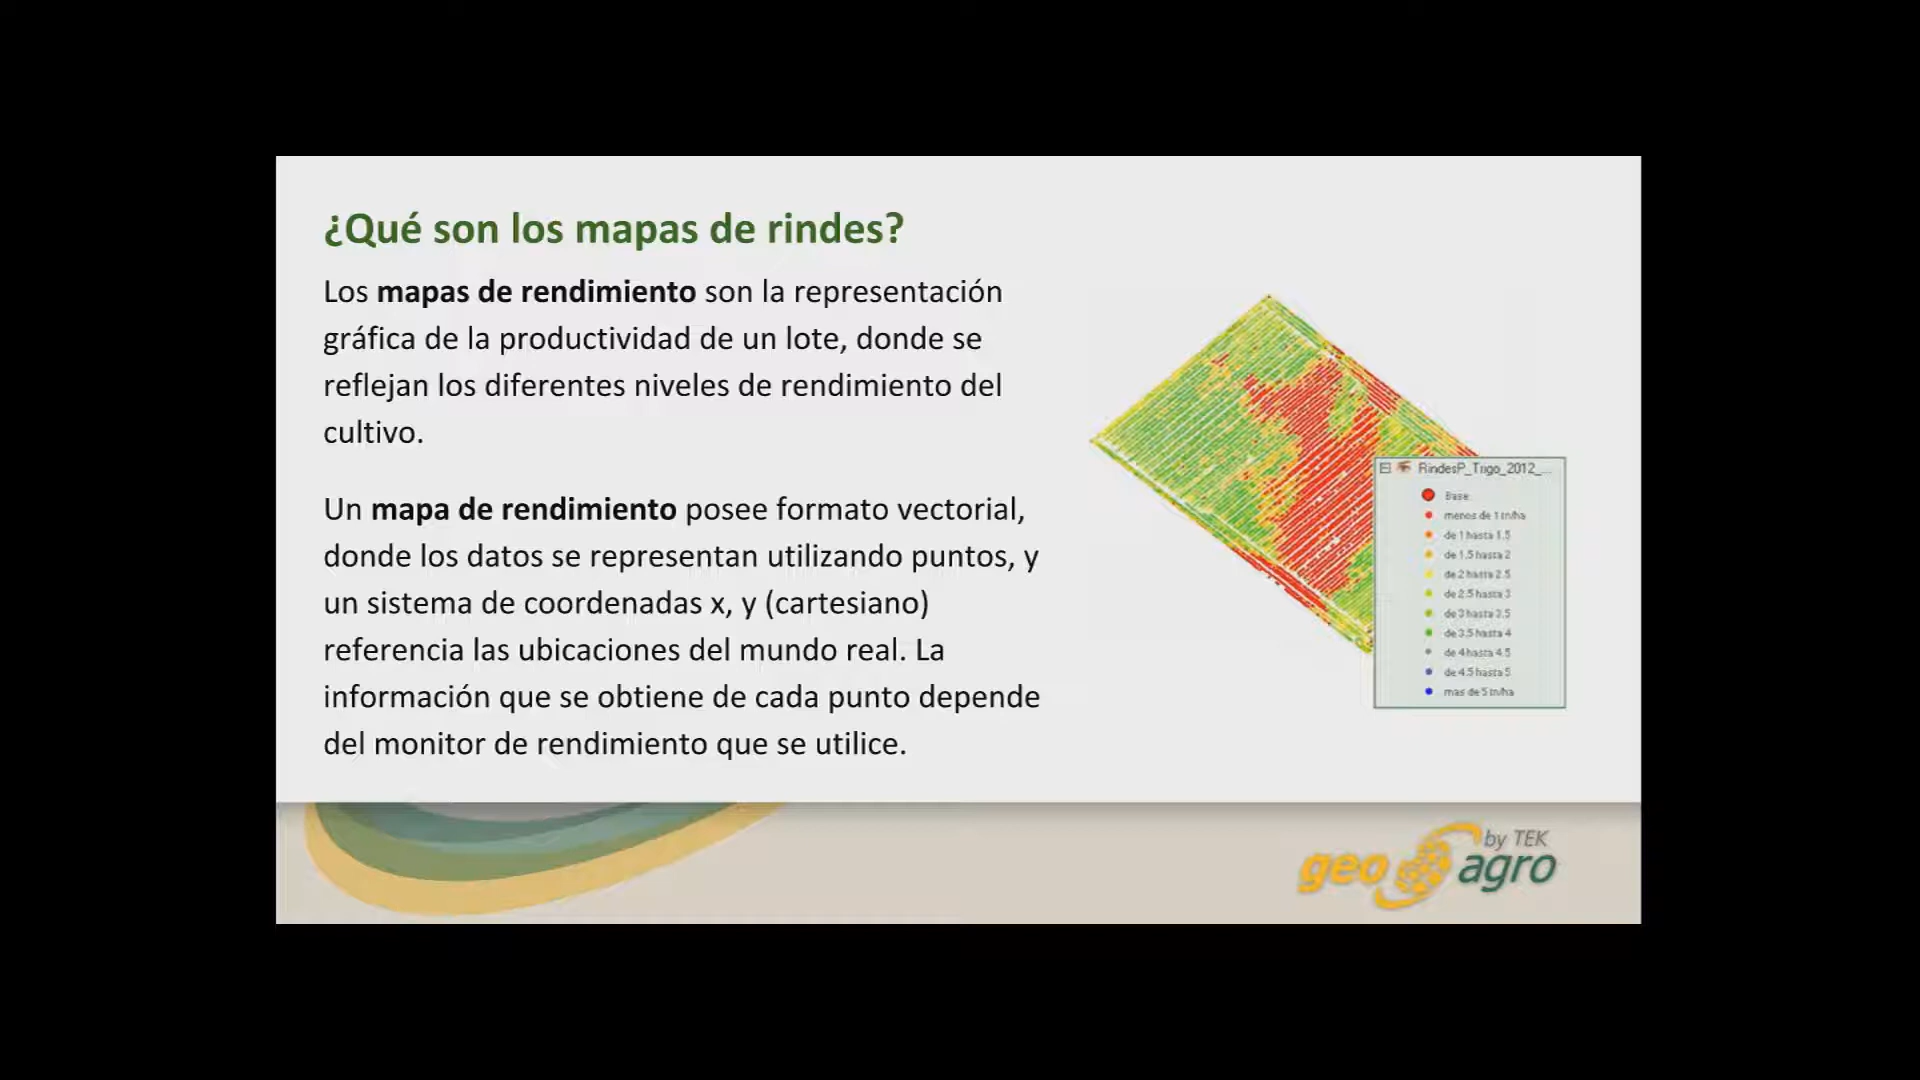 ¿Qué son los mapas de rindes?
Los mapas de rendimiento son la representación
gráfica de la productividad de un lote, donde se
reflejan los diferentes niveles de rendimiento del
cultivo.
Un mapa de rendimiento posee formato vectorial,
donde los datos se representan utilizando puntos, y
un sistema de coordenadas x, y (cartesiano)
referencia las ubicaciones del mundo real. La
información que se obtiene de cada punto depende
del monitor de rendimiento que se utilice.
RindesP_Trigo_2012_...
Base
menos de 1 tn/ha
de 1 hasta 1.5
de 1.5 hasta 2
de 2 hasta 2.5
de 2.5 hasta 3
de 3 hasta 3.5
de 3.5 hasta 4
de 4 hasta 4.5
de 4.5 hasta 5
mas de 5 tn/ha
by TEK
geo agro